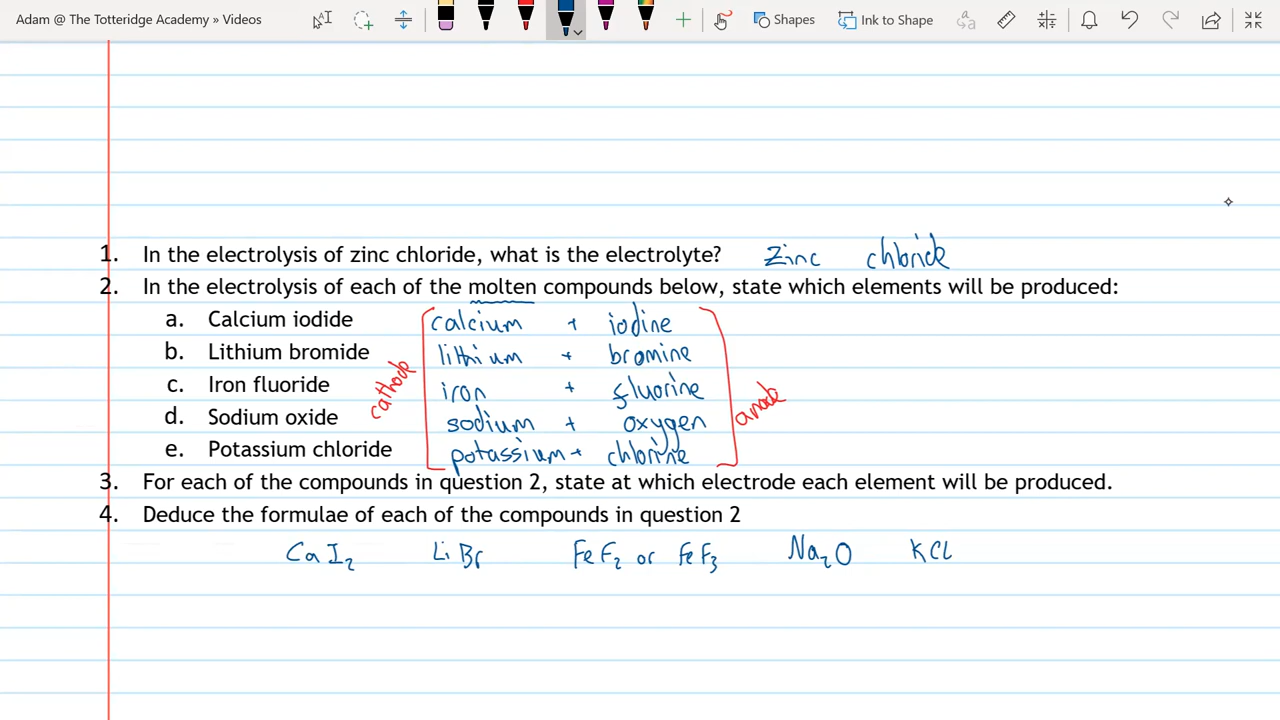 Adam @ The Totteridge Academy » Videos
Shapes
Ink to Shape
1. In the electrolysis of zinc chloride, what is the electrolyte? Zinc chloride
2. In the electrolysis of each of the molten compounds below, state which elements will be produced:
a. Calcium iodide calcium + iodine
b. Lithium bromide lithium + bromine
c. Iron fluoride iron + fluorine
d. Sodium oxide sodium + oxygen
e. Potassium chloride potassium + chlorine
cathode
anode
3. For each of the compounds in question 2, state at which electrode each element will be produced.
4. Deduce the formulae of each of the compounds in question 2
CaI₂ LiBr FeF₂ or FeF₃ Na₂O KCl